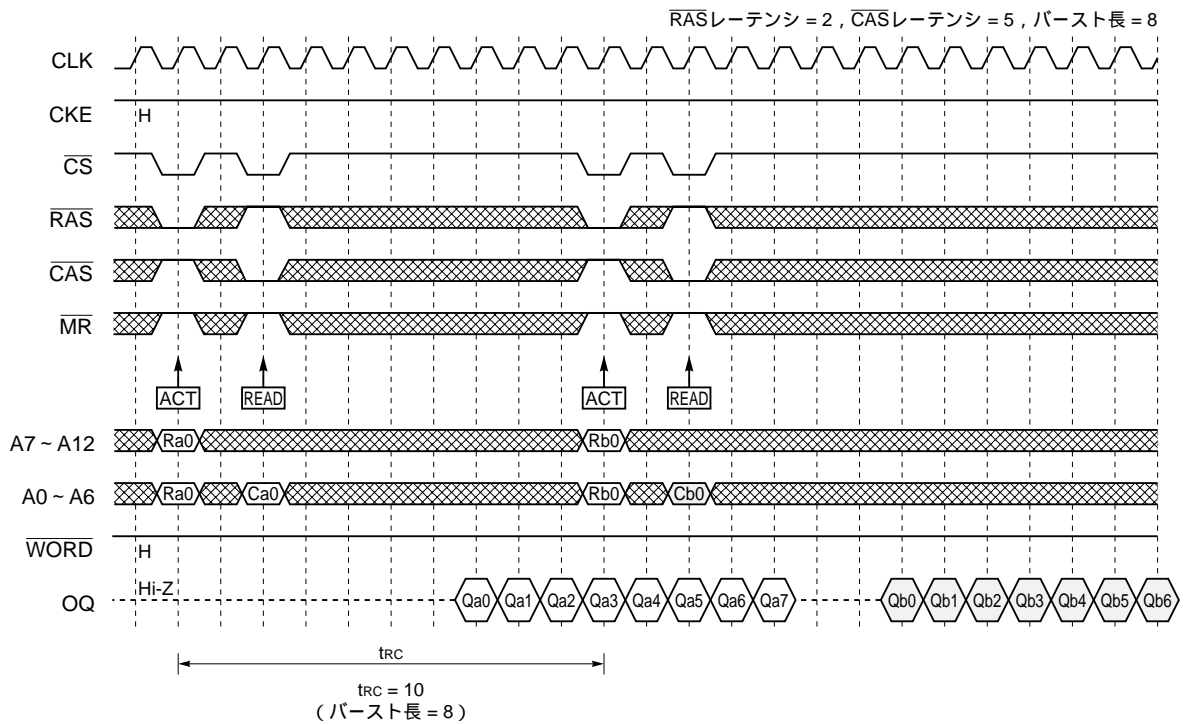 RASレーテンシ = 2 , CASレーテンシ = 5 , バースト長 = 8
CLK
CKE H
CS
RAS
CAS
MR
ACT READ ACT READ
A7 ~ A12 Ra0 Rb0
A0 ~ A6 Ra0 Ca0 Rb0 Cb0
WORD H
OQ Hi-Z Qa0 Qa1 Qa2 Qa3 Qa4 Qa5 Qa6 Qa7 Qb0 Qb1 Qb2 Qb3 Qb4 Qb5 Qb6
tRC
tRC = 10
( バースト長 = 8 )